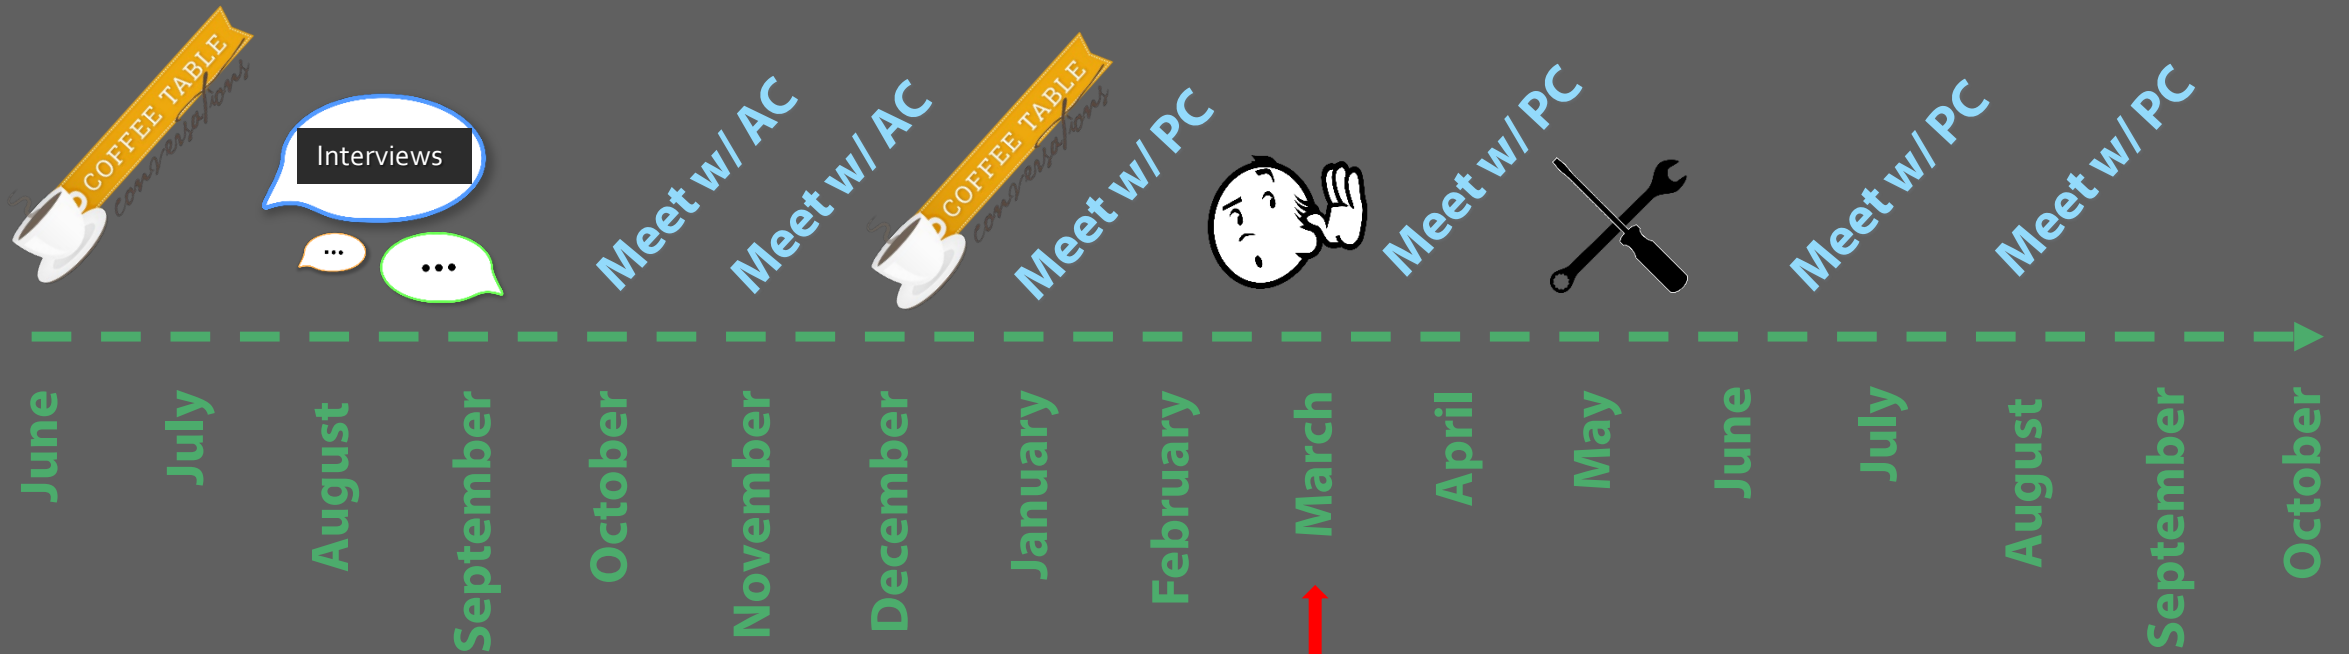 COFFEE TABLE
conversations
Interviews
...
...
Meet w/ AC
Meet w/ AC
COFFEE TABLE
conversations
Meet w/ PC
Meet w/ PC
Meet w/ PC
Meet w/ PC
June
July
August
September
October
November
December
January
February
March
April
May
June
July
August
September
October